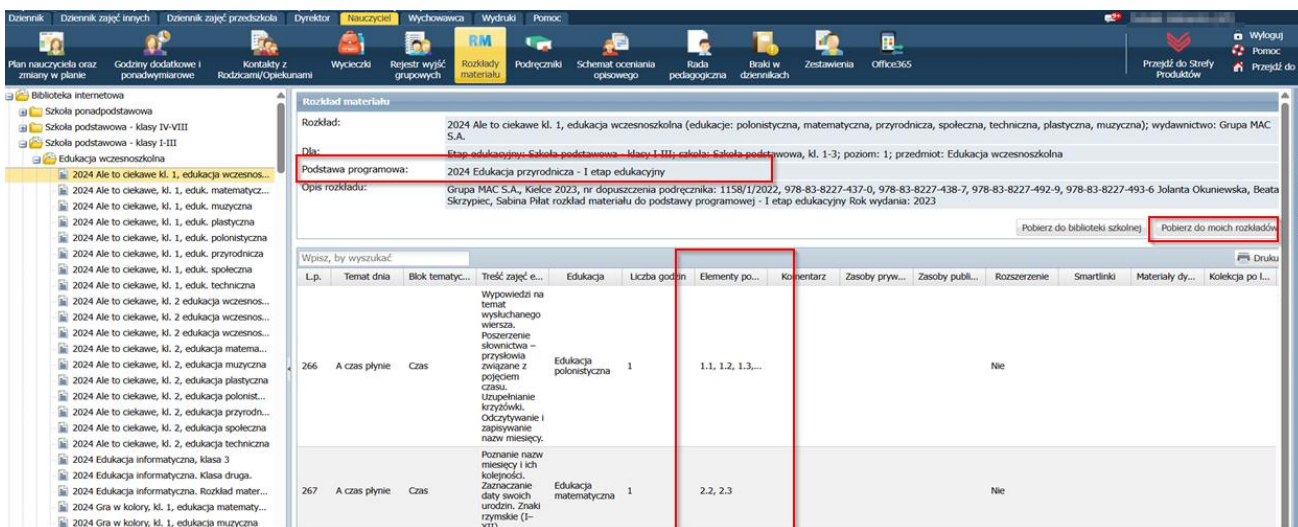 Dziennik Dziennik zajęć innych Dziennik zajęć przedszkola Dyrektor Nauczyciel Wychowawca Wydruki Pomoc
Plan nauczyciela oraz zmiany w planie
Godziny dodatkowe i ponadwymiarowe
Kontakty z Rodzicami/Opiekunami
Wycieczki
Rejestr wyjść grupowych
RM
Rozkłady materiału
Podręczniki
Schemat oceniania opisowego
Rada pedagogiczna
Braki w dziennikach
Zestawienia
Office365
Przejdź do Strefy Produktów
Wyloguj
Pomoc
Przejdź do
Biblioteka internetowa
Szkoła ponadpodstawowa
Szkoła podstawowa - klasy IV-VIII
Szkoła podstawowa - klasy I-III
Edukacja wczesnoszkolna
2024 Ale to ciekawe kl. 1, edukacja wczesnos...
2024 Ale to ciekawe, kl. 1, eduk. matematycz...
2024 Ale to ciekawe, kl. 1, eduk. muzyczna
2024 Ale to ciekawe, kl. 1, eduk. plastyczna
2024 Ale to ciekawe, kl. 1, eduk. polonistyczna
2024 Ale to ciekawe, kl. 1, eduk. przyrodnicza
2024 Ale to ciekawe, kl. 1, eduk. społeczna
2024 Ale to ciekawe, kl. 1, eduk. techniczna
2024 Ale to ciekawe, kl. 2 edukacja wczesnos...
2024 Ale to ciekawe, kl. 2 edukacja wczesnos...
2024 Ale to ciekawe, kl. 2 edukacja wczesnos...
2024 Ale to ciekawe, kl. 2, edukacja matema...
2024 Ale to ciekawe, kl. 2, edukacja muzyczna
2024 Ale to ciekawe, kl. 2, edukacja plastyczna
2024 Ale to ciekawe, kl. 2, edukacja polonist...
2024 Ale to ciekawe, kl. 2, edukacja przyrodn...
2024 Ale to ciekawe, kl. 2, edukacja społeczna
2024 Ale to ciekawe, kl. 2, edukacja techniczna
2024 Edukacja informatyczna, klasa 3
2024 Edukacja informatyczna. Klasa druga.
2024 Edukacja informatyczna. Rozkład mater...
2024 Gra w kolory, kl. 1, edukacja matematy...
2024 Gra w kolory, kl. 1, edukacja muzyczna
Rozkład materiału
Rozkład: 2024 Ale to ciekawe kl. 1, edukacja wczesnoszkolna (edukacje: polonistyczna, matematyczna, przyrodnicza, społeczna, techniczna, plastyczna, muzyczna); wydawnictwo: Grupa MAC
S.A.
Dla: Etap edukacyjny: Szkoła podstawowa - klasy I-III; szkoła: Szkoła podstawowa, kl. 1-3; poziom: 1; przedmiot: Edukacja wczesnoszkolna
Podstawa programowa: 2024 Edukacja przyrodnicza - I etap edukacyjny
Opis rozkładu: Grupa MAC S.A., Kielce 2023, nr dopuszczenia podręcznika: 1158/1/2022, 978-83-8227-437-0, 978-83-8227-438-7, 978-83-8227-492-9, 978-83-8227-493-6 Jolanta Okuniewska, Beata
Skrzypiec, Sabina Piłat rozkład materiału do podstawy programowej - I etap edukacyjny Rok wydania: 2023
Pobierz do biblioteki szkolnej Pobierz do moich rozkładów
Wpisz, by wyszukać Druku
L.p. Temat dnia Blok tematyc... Treść zajęć e... Edukacja Liczba godzin Elementy po... Komentarz Zasoby pryw... Zasoby publi... Rozszerzenie Smartlinki Materiały dy... Kolekcja po l...
266 A czas płynie Czas
Wypowiedzi na
temat
wysłuchanego
wiersza.
Poszerzenie
słownictwa –
przysłowia
związane z
pojęciem
czasu.
Uzupełnianie
krzyżówki.
Odczytywanie i
zapisywanie
nazw miesięcy.
Edukacja
polonistyczna
1 1.1, 1.2, 1.3,... Nie
267 A czas płynie Czas
Poznanie nazw
miesięcy i ich
kolejności.
Zaznaczanie
daty swoich
urodzin. Znaki
rzymskie (I–
XII)
Edukacja
matematyczna
1 2.2, 2.3 Nie